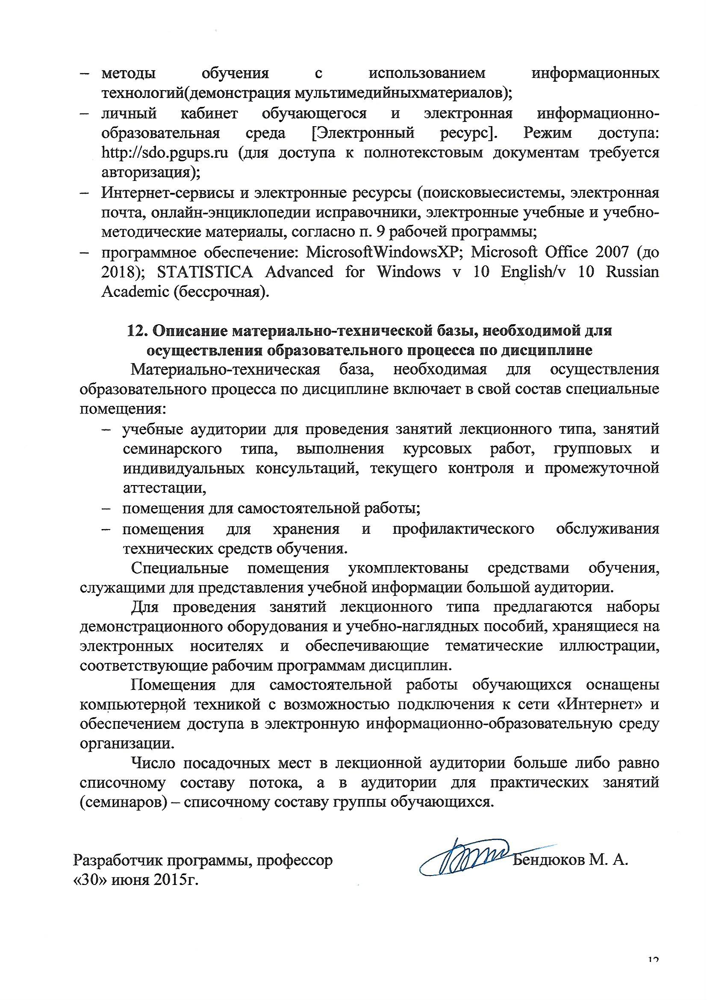 – методы обучения с использованием информационных
технологий(демонстрация мультимедийныхматериалов);
– личный кабинет обучающегося и электронная информационно-
образовательная среда [Электронный ресурс]. Режим доступа:
http://sdo.pgups.ru (для доступа к полнотекстовым документам требуется
авторизация);
– Интернет-сервисы и электронные ресурсы (поисковыесистемы, электронная
почта, онлайн-энциклопедии исправочники, электронные учебные и учебно-
методические материалы, согласно п. 9 рабочей программы;
– программное обеспечение: MicrosoftWindowsXP; Microsoft Office 2007 (до
2018); STATISTICA Advanced for Windows v 10 English/v 10 Russian
Academic (бессрочная).
12. Описание материально-технической базы, необходимой для
осуществления образовательного процесса по дисциплине
Материально-техническая база, необходимая для осуществления
образовательного процесса по дисциплине включает в свой состав специальные
помещения:
– учебные аудитории для проведения занятий лекционного типа, занятий
семинарского типа, выполнения курсовых работ, групповых и
индивидуальных консультаций, текущего контроля и промежуточной
аттестации,
– помещения для самостоятельной работы;
– помещения для хранения и профилактического обслуживания
технических средств обучения.
Специальные помещения укомплектованы средствами обучения,
служащими для представления учебной информации большой аудитории.
Для проведения занятий лекционного типа предлагаются наборы
демонстрационного оборудования и учебно-наглядных пособий, хранящиеся на
электронных носителях и обеспечивающие тематические иллюстрации,
соответствующие рабочим программам дисциплин.
Помещения для самостоятельной работы обучающихся оснащены
компьютерной техникой с возможностью подключения к сети «Интернет» и
обеспечением доступа в электронную информационно-образовательную среду
организации.
Число посадочных мест в лекционной аудитории больше либо равно
списочному составу потока, а в аудитории для практических занятий
(семинаров) – списочному составу группы обучающихся.
Разработчик программы, профессор Бендюков М. А.
«30» июня 2015г.